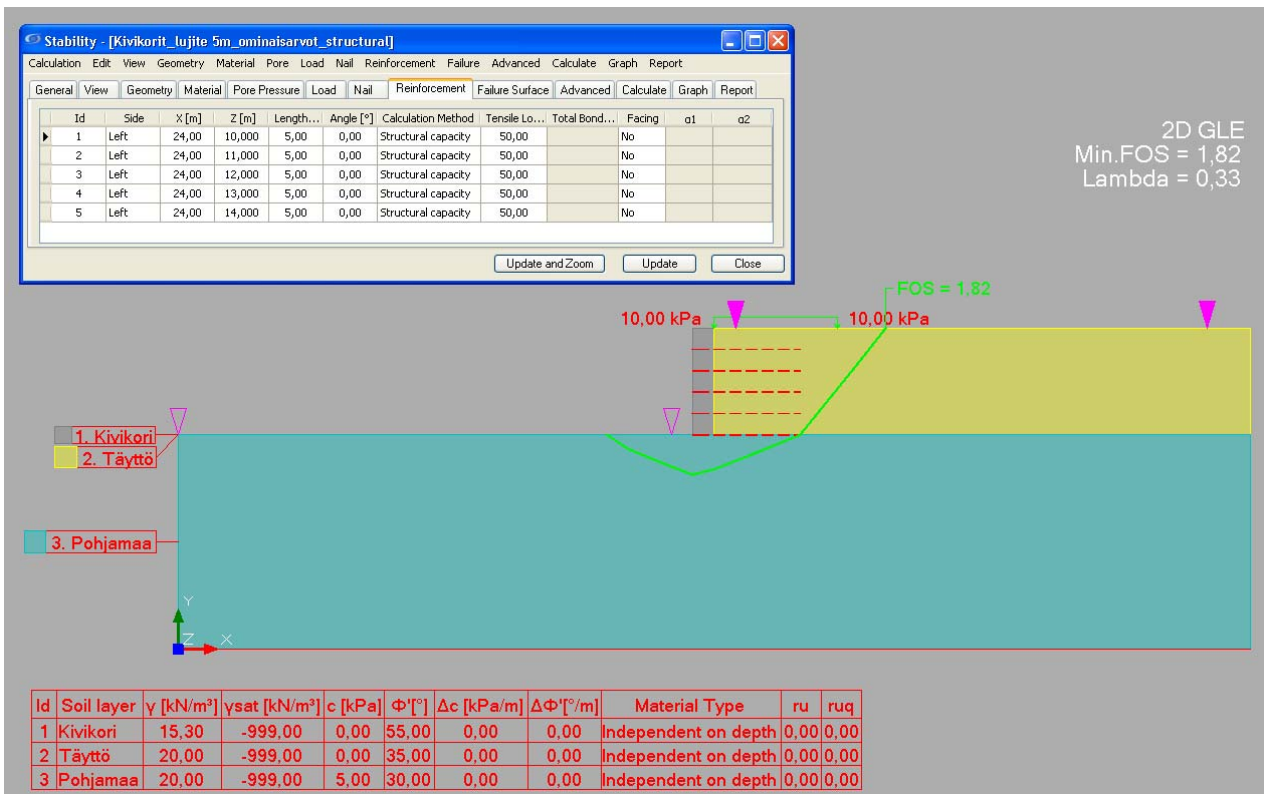 Stability - [Kivikorit_lujite 5m_ominaisarvot_structural]
Calculation Edit View Geometry Material Pore Load Nail Reinforcement Failure Advanced Calculate Graph Report
General View Geometry Material Pore Pressure Load Nail Reinforcement Failure Surface Advanced Calculate Graph Report
Id Side X [m] Z [m] Length... Angle [°] Calculation Method Tensile Lo... Total Bond... Facing α1 α2
1 Left 24,00 10,000 5,00 0,00 Structural capacity 50,00 No
2 Left 24,00 11,000 5,00 0,00 Structural capacity 50,00 No
3 Left 24,00 12,000 5,00 0,00 Structural capacity 50,00 No
4 Left 24,00 13,000 5,00 0,00 Structural capacity 50,00 No
5 Left 24,00 14,000 5,00 0,00 Structural capacity 50,00 No
Update and Zoom Update Close
2D GLE
Min.FOS = 1,82
Lambda = 0,33
FOS = 1,82
10,00 kPa 10,00 kPa
1. Kivikori
2. Täyttö
3. Pohjamaa
Y
Z X
Id Soil layer γ [kN/m³] γsat [kN/m³] c [kPa] Φ'[°] Δc [kPa/m] ΔΦ'[°/m] Material Type ru ruq
1 Kivikori 15,30 -999,00 0,00 55,00 0,00 0,00 Independent on depth 0,00 0,00
2 Täyttö 20,00 -999,00 0,00 35,00 0,00 0,00 Independent on depth 0,00 0,00
3 Pohjamaa 20,00 -999,00 5,00 30,00 0,00 0,00 Independent on depth 0,00 0,00